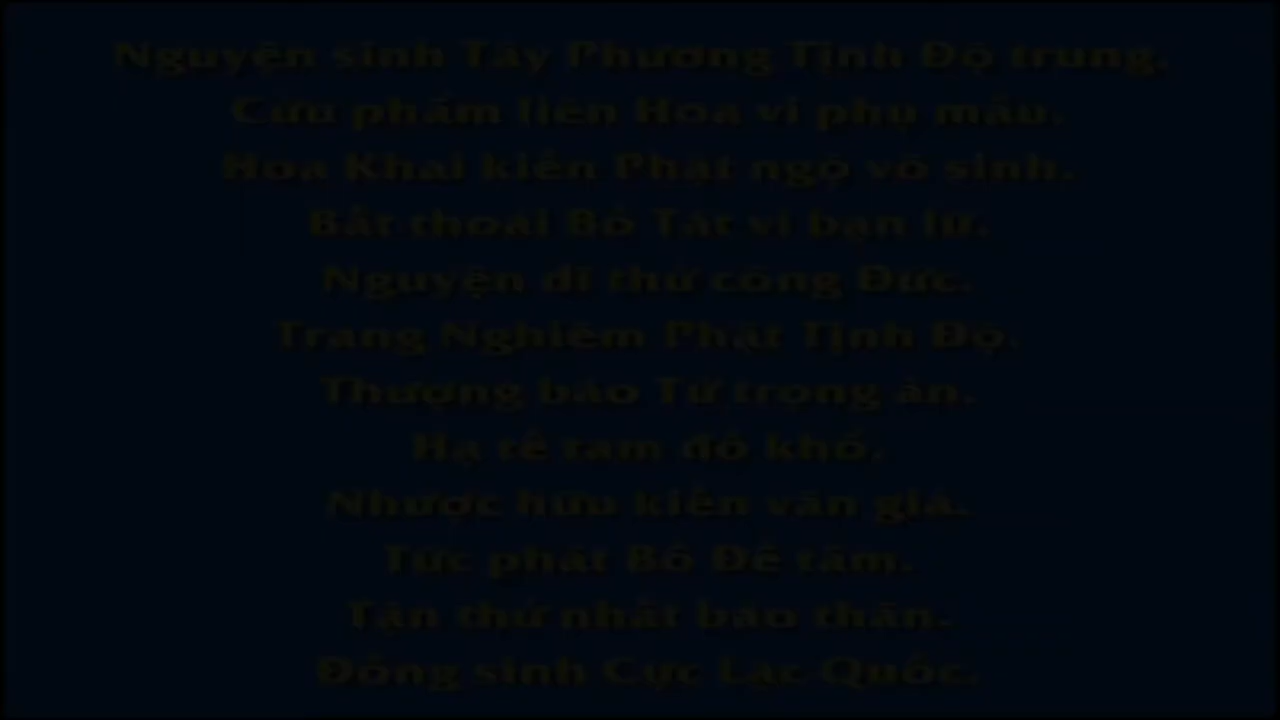 Nguyện sinh Tây Phương Tịnh Độ trung.
Cửu phẩm liên Hoa vi phụ mẫu.
Hoa Khai kiến Phật ngộ vô sinh.
Bất thoái Bồ Tát vi bạn lữ.
Nguyện dĩ thử công Đức.
Trang Nghiêm Phật Tịnh Độ.
Thượng báo Tứ trọng ân.
Hạ tế tam đồ khổ.
Nhược hữu kiến văn giả.
Tức phát Bồ Đề tâm.
Tận thử nhất báo thân.
Đồng sinh Cực Lạc Quốc.